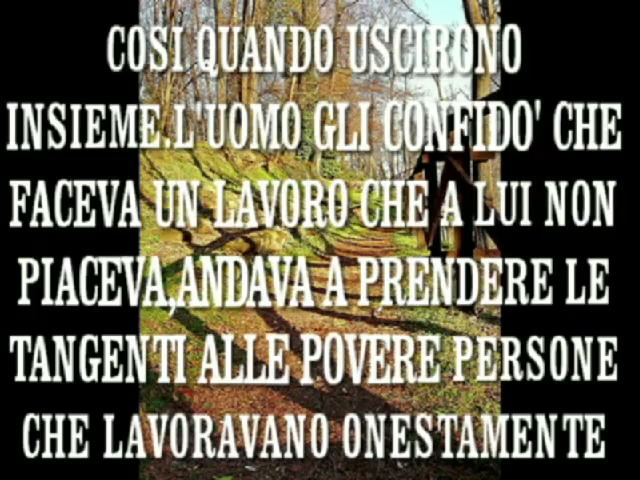 COSI QUANDO USCIRONO
INSIEME.L'UOMO GLI CONFIDO' CHE
FACEVA UN LAVORO CHE A LUI NON
PIACEVA,ANDAVA A PRENDERE LE
TANGENTI ALLE POVERE PERSONE
CHE LAVORAVANO ONESTAMENTE